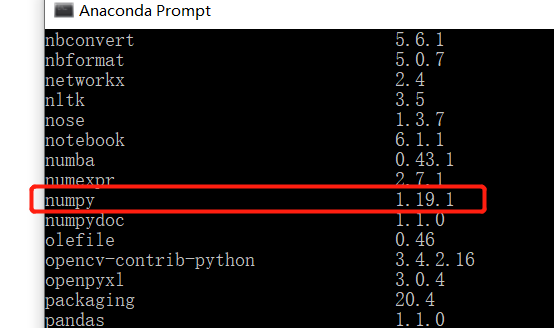 Anaconda Prompt
nbconvert 5.6.1
nbformat 5.0.7
networkx 2.4
nltk 3.5
nose 1.3.7
notebook 6.1.1
numba 0.43.1
numexpr 2.7.1
numpy 1.19.1
numpydoc 1.1.0
olefile 0.46
opencv-contrib-python 3.4.2.16
openpyxl 3.0.4
packaging 20.4
pandas 1.1.0